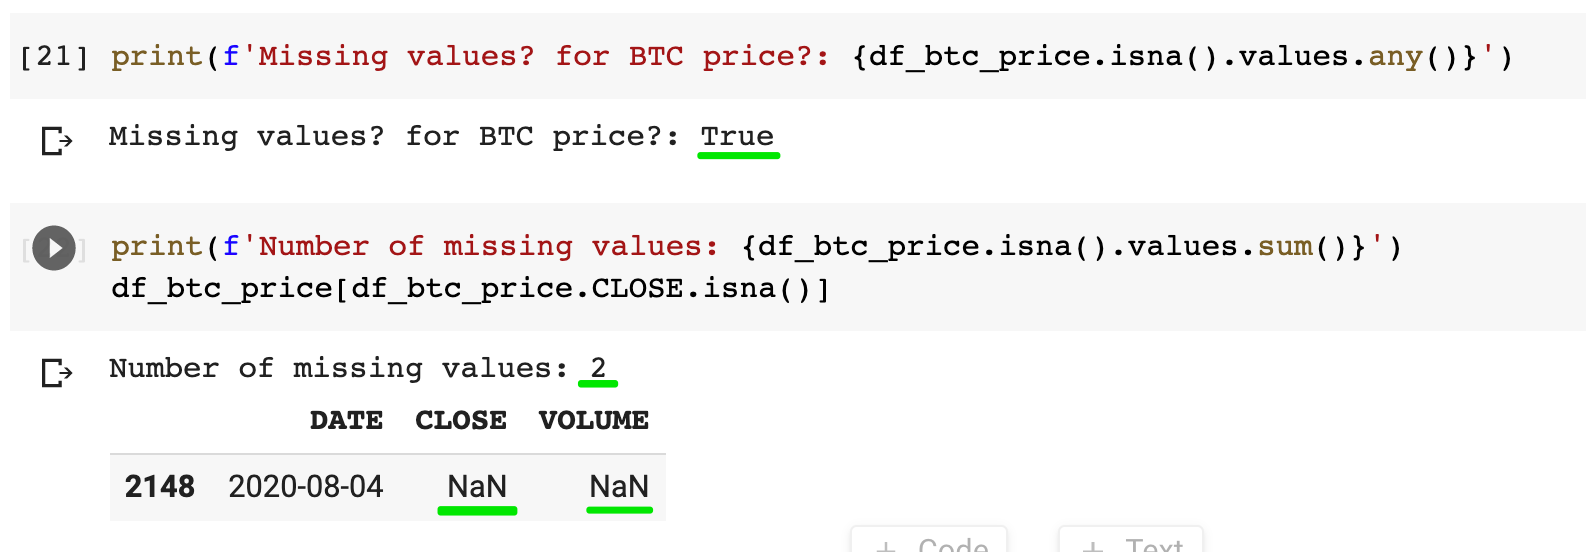 [21] print(f'Missing values? for BTC price?: {df_btc_price.isna().values.any()}')
Missing values? for BTC price?: True
[ ] print(f'Number of missing values: {df_btc_price.isna().values.sum()}')
df_btc_price[df_btc_price.CLOSE.isna()]
Number of missing values: 2
DATE CLOSE VOLUME
2148 2020-08-04 NaN NaN
+ Code + Text